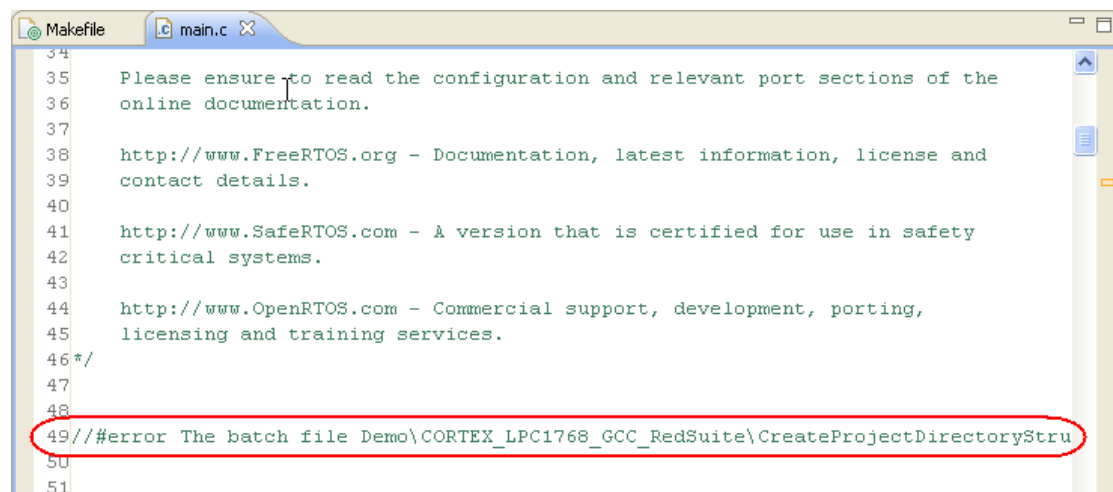 Makefile main.c
34
35 Please ensure to read the configuration and relevant port sections of the
36 online documentation.
37
38 http://www.FreeRTOS.org - Documentation, latest information, license and
39 contact details.
40
41 http://www.SafeRTOS.com - A version that is certified for use in safety
42 critical systems.
43
44 http://www.OpenRTOS.com - Commercial support, development, porting,
45 licensing and training services.
46 */
47
48
49 //#error The batch file Demo\CORTEX_LPC1768_GCC_RedSuite\CreateProjectDirectoryStru
50
51